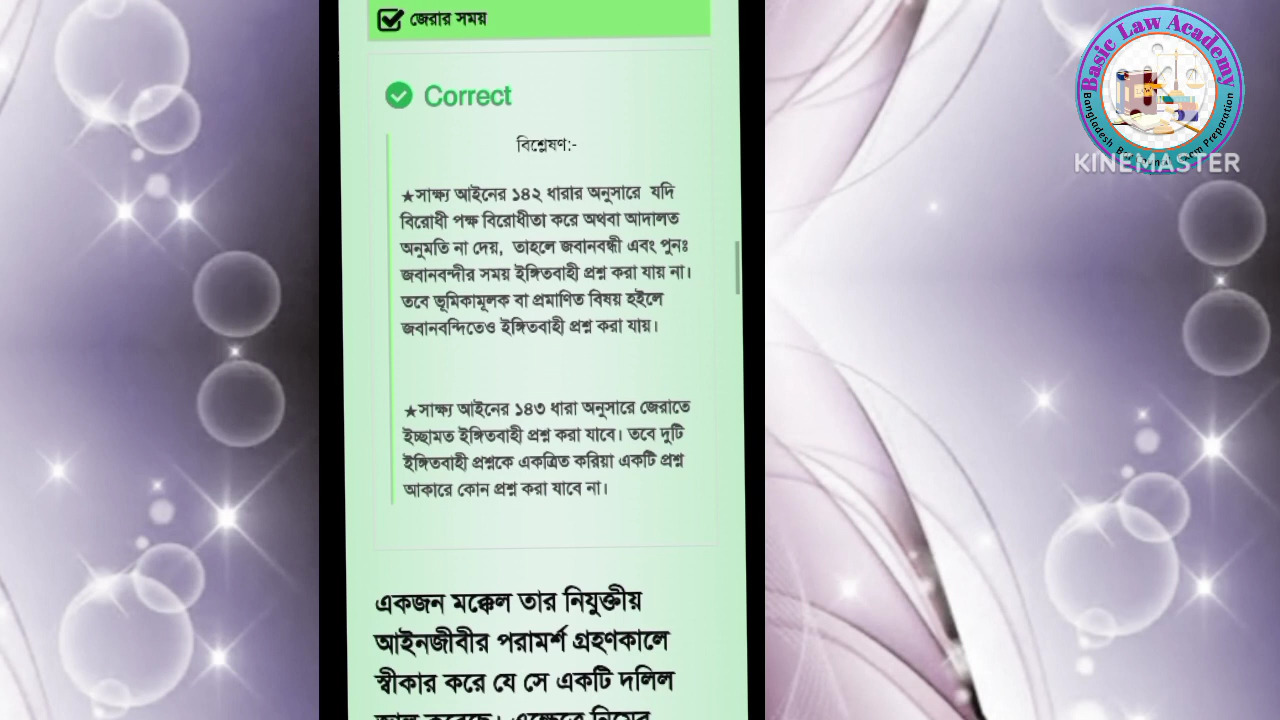 জেরার সময়
Correct
বিশ্লেষণ:-
★সাক্ষ্য আইনের ১৪২ ধারার অনুসারে যদি
বিরোধী পক্ষ বিরোধীতা করে অথবা আদালত
অনুমতি না দেয়, তাহলে জবানবন্ধী এবং পুনঃ
জবানবন্দীর সময় ইঙ্গিতবাহী প্রশ্ন করা যায় না।
তবে ভূমিকামূলক বা প্রমাণিত বিষয় হইলে
জবানবন্দিতেও ইঙ্গিতবাহী প্রশ্ন করা যায়।
★সাক্ষ্য আইনের ১৪৩ ধারা অনুসারে জেরাতে
ইচ্ছামত ইঙ্গিতবাহী প্রশ্ন করা যাবে। তবে দুটি
ইঙ্গিতবাহী প্রশ্নকে একত্রিত করিয়া একটি প্রশ্ন
আকারে কোন প্রশ্ন করা যাবে না।
একজন মক্কেল তার নিযুক্তীয়
আইনজীবীর পরামর্শ গ্রহণকালে
স্বীকার করে যে সে একটি দলিল
Basic Law Academy
Bangladesh Preparation
KINEMASTER